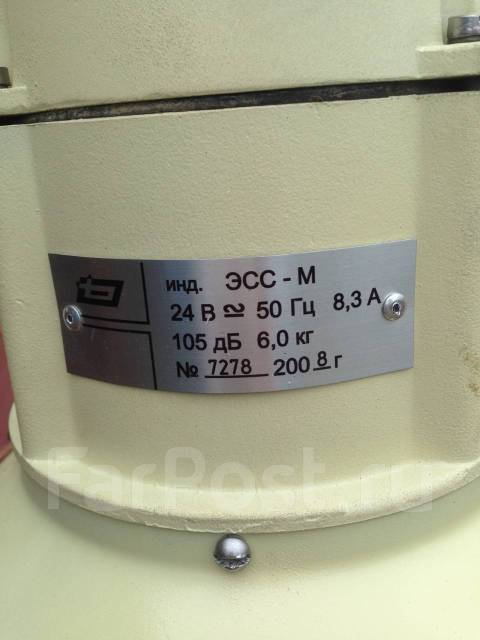 инд. ЭСС - М
24 В ≂ 50 Гц 8,3 А
105 дБ 6,0 кг
№ 7278 2008 г
FarPost.ru